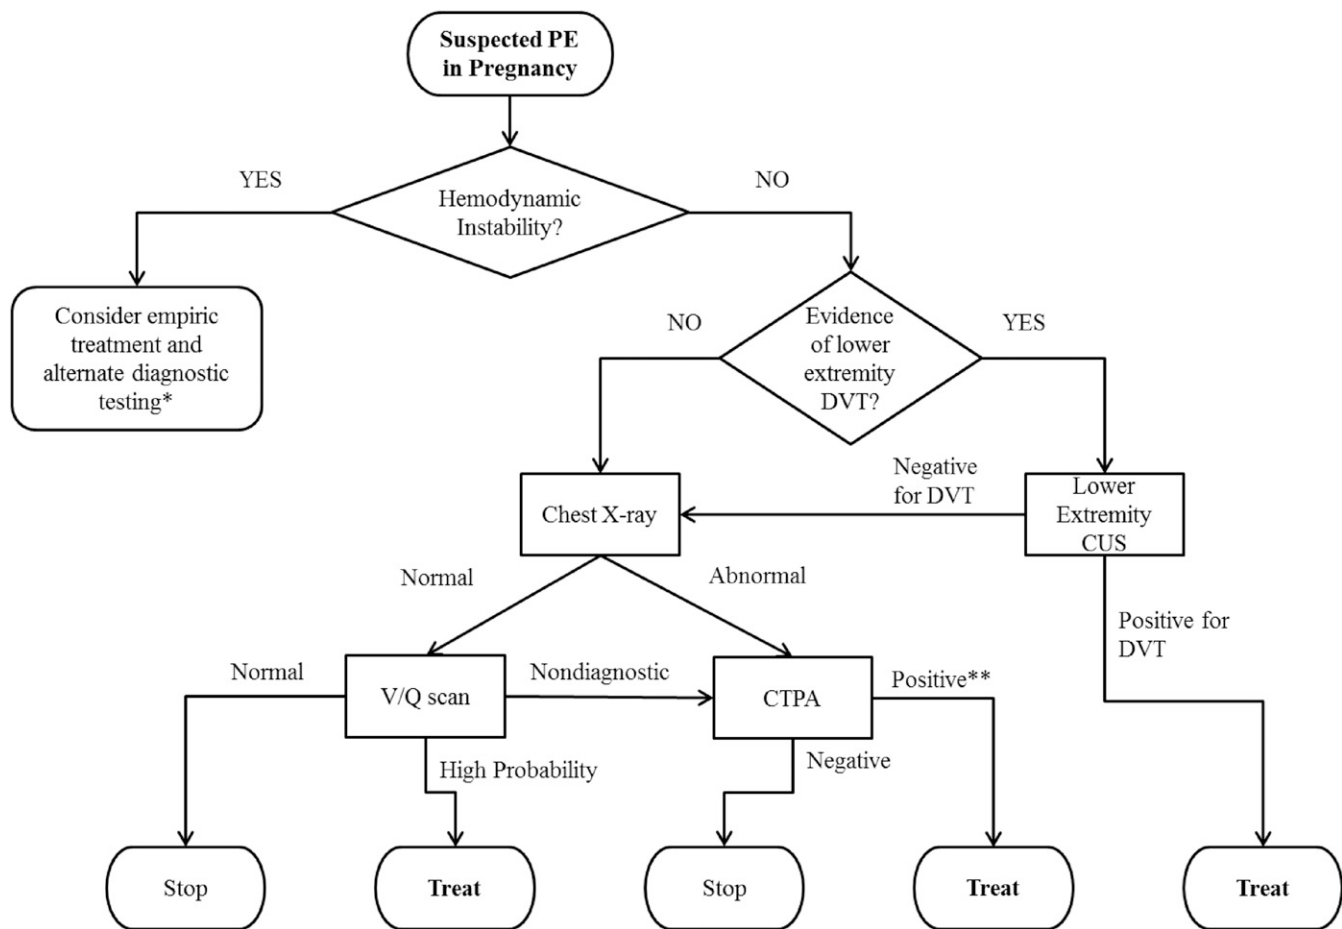 Suspected PE
in Pregnancy
YES
NO
Hemodynamic
Instability?
Consider empiric
treatment and
alternate diagnostic
testing*
NO
YES
Evidence
of lower
extremity
DVT?
Negative
for DVT
Chest X-ray
Lower
Extremity
CUS
Normal
Abnormal
Positive for
DVT
Normal
V/Q scan
Nondiagnostic
CTPA
Positive**
High Probability
Negative
Stop
Treat
Stop
Treat
Treat